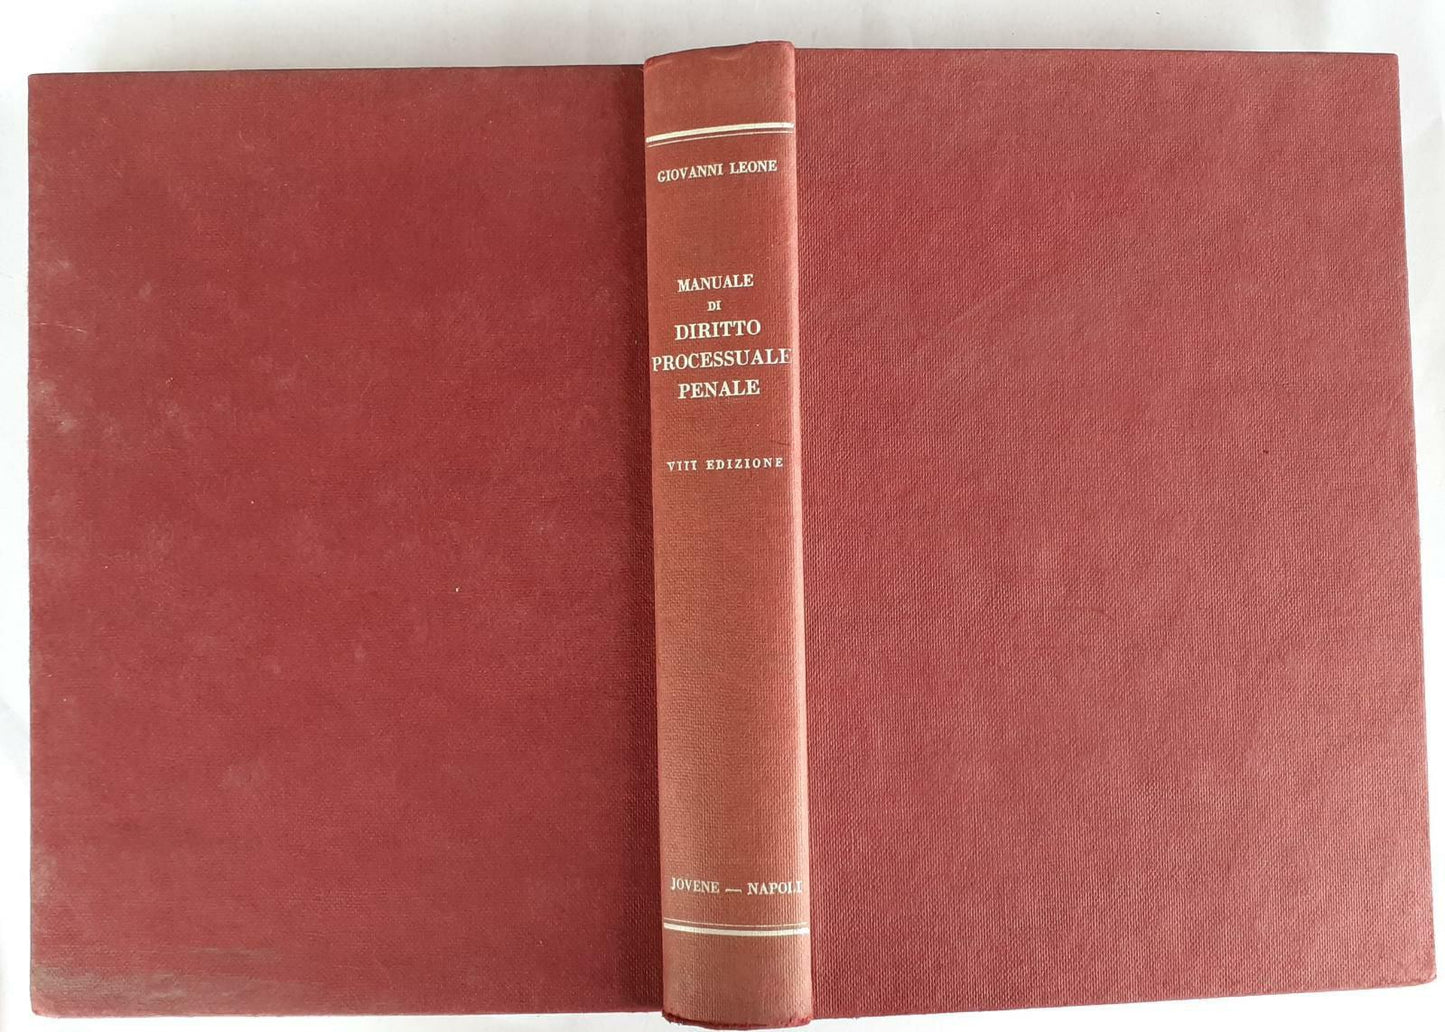 GIOVANNI LEONE
MANUALE
DI
DIRITTO
PROCESSUALE
PENALE
VIII EDIZIONE
JOVENE — NAPOLI